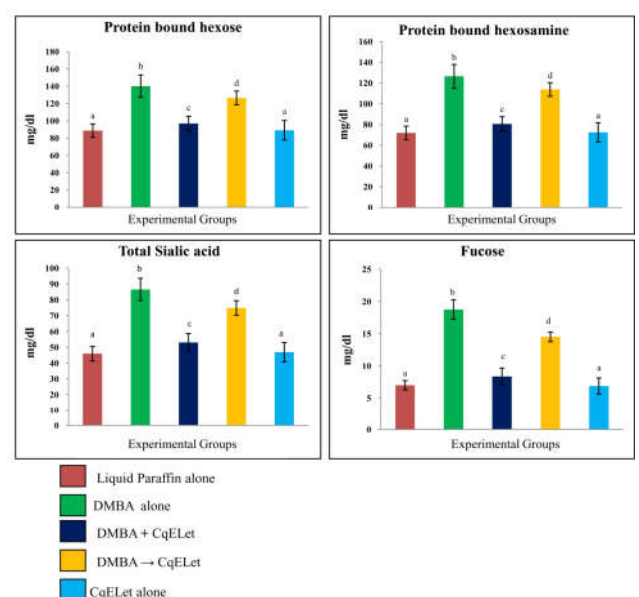 Protein bound hexose
180
160
140
120
100
80
60
40
20
0
mg/dl
a
b
c
d
a
Experimental Groups
Protein bound hexosamine
160
140
120
100
80
60
40
20
0
mg/dl
a
b
c
d
a
Experimental Groups
Total Sialic acid
100
90
80
70
60
50
40
30
20
10
0
mg/dl
a
b
c
d
a
Experimental Groups
Fucose
25
20
15
10
5
0
mg/dl
a
b
c
d
a
Experimental Groups
Liquid Paraffin alone
DMBA alone
DMBA + CqELet
DMBA → CqELet
CqELet alone